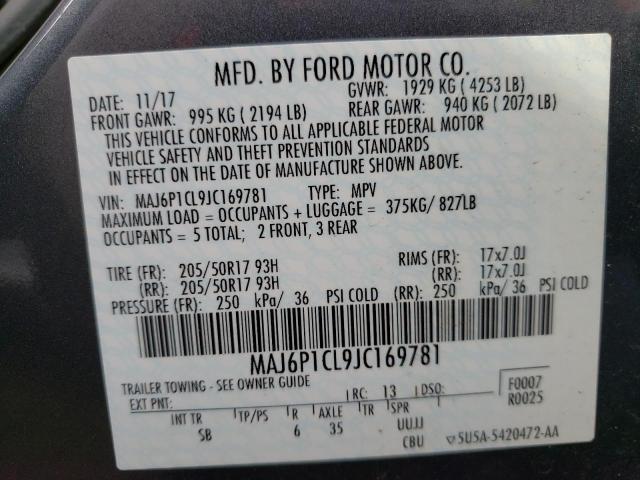 MFD. BY FORD MOTOR CO.
DATE: 11/17 GVWR: 1929 KG ( 4253 LB)
FRONT GAWR: 995 KG ( 2194 LB) REAR GAWR: 940 KG ( 2072 LB)
THIS VEHICLE CONFORMS TO ALL APPLICABLE FEDERAL MOTOR
VEHICLE SAFETY AND THEFT PREVENTION STANDARDS
IN EFFECT ON THE DATE OF MANUFACTURE SHOWN ABOVE.
VIN: MAJ6P1CL9JC169781 TYPE: MPV
MAXIMUM LOAD = OCCUPANTS + LUGGAGE = 375KG/ 827LB
OCCUPANTS = 5 TOTAL; 2 FRONT, 3 REAR
TIRE (FR): 205/50R17 93H RIMS (FR): 17x7.0J
(RR): 205/50R17 93H (RR): 17x7.0J
PRESSURE (FR): 250 kPa/ 36 PSI COLD (RR): 250 kPa/ 36 PSI COLD
MAJ6P1CL9JC169781
TRAILER TOWING - SEE OWNER GUIDE
EXT PNT: RC: 13 DSO: F0007
R0025
INT TR TP/PS R AXLE TR SPR
SB 6 35 UUJJ
CBU 5U5A-5420472-AA